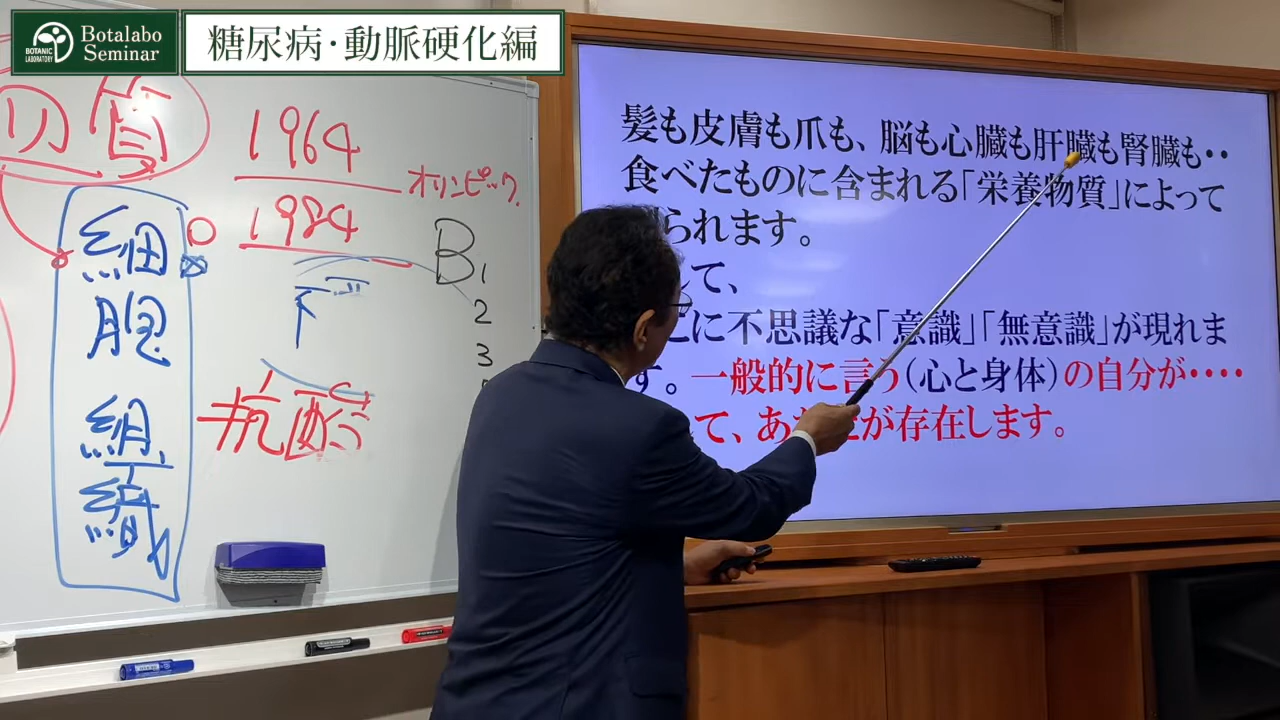 BOTANIC
LABORATORY
Botalabo
Seminar
糖尿病・動脈硬化編
の質
細胞組織
1964
オリンピック
1984
B1
2
3
抗酸
髪も皮膚も爪も、脳も心臓も肝臓も腎臓も・・
食べたものに含まれる「栄養物質」によって
られます。
て、
に不思議な「意識」「無意識」が現れま
す。一般的に言う(心と身体)の自分が・・・・
て、あ が存在します。